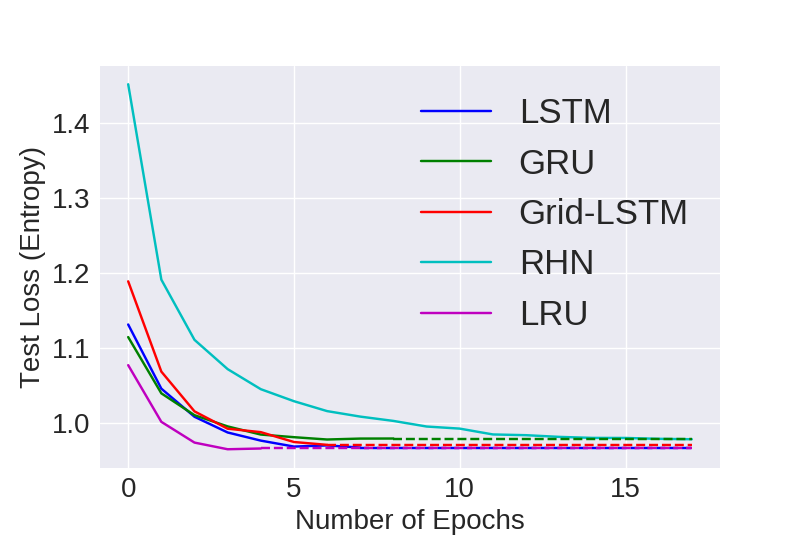 1.4
1.3
1.2
1.1
1.0
Test Loss (Entropy)
LSTM
GRU
Grid-LSTM
RHN
LRU
0 5 10 15
Number of Epochs